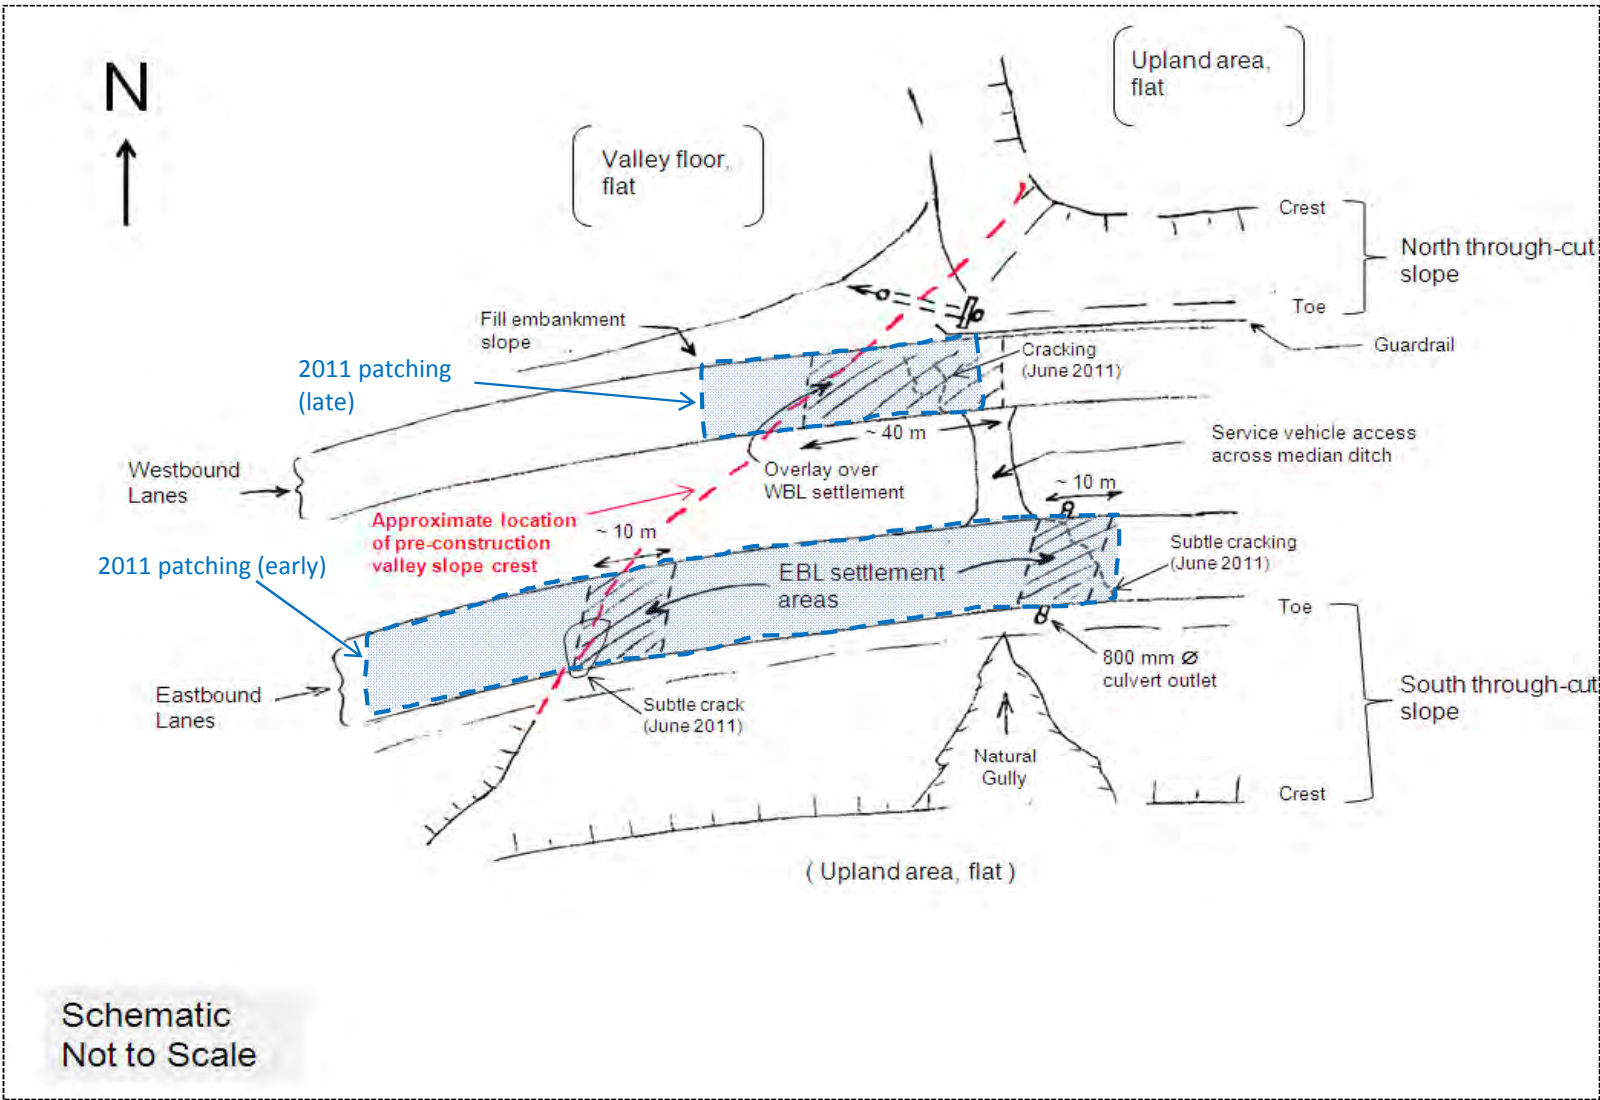 N
Upland area,
flat
Valley floor,
flat
Crest
North through-cut
slope
Toe
Guardrail
Fill embankment
slope
Cracking
(June 2011)
2011 patching
(late)
~ 40 m
Service vehicle access
across median ditch
Westbound
Lanes
Overlay over
WBL settlement
~ 10 m
Approximate location
of pre-construction
valley slope crest
~ 10 m
Subtle cracking
(June 2011)
2011 patching (early)
EBL settlement
areas
Toe
800 mm Ø
culvert outlet
Eastbound
Lanes
Subtle crack
(June 2011)
South through-cut
slope
Natural
Gully
Crest
( Upland area, flat )
Schematic
Not to Scale